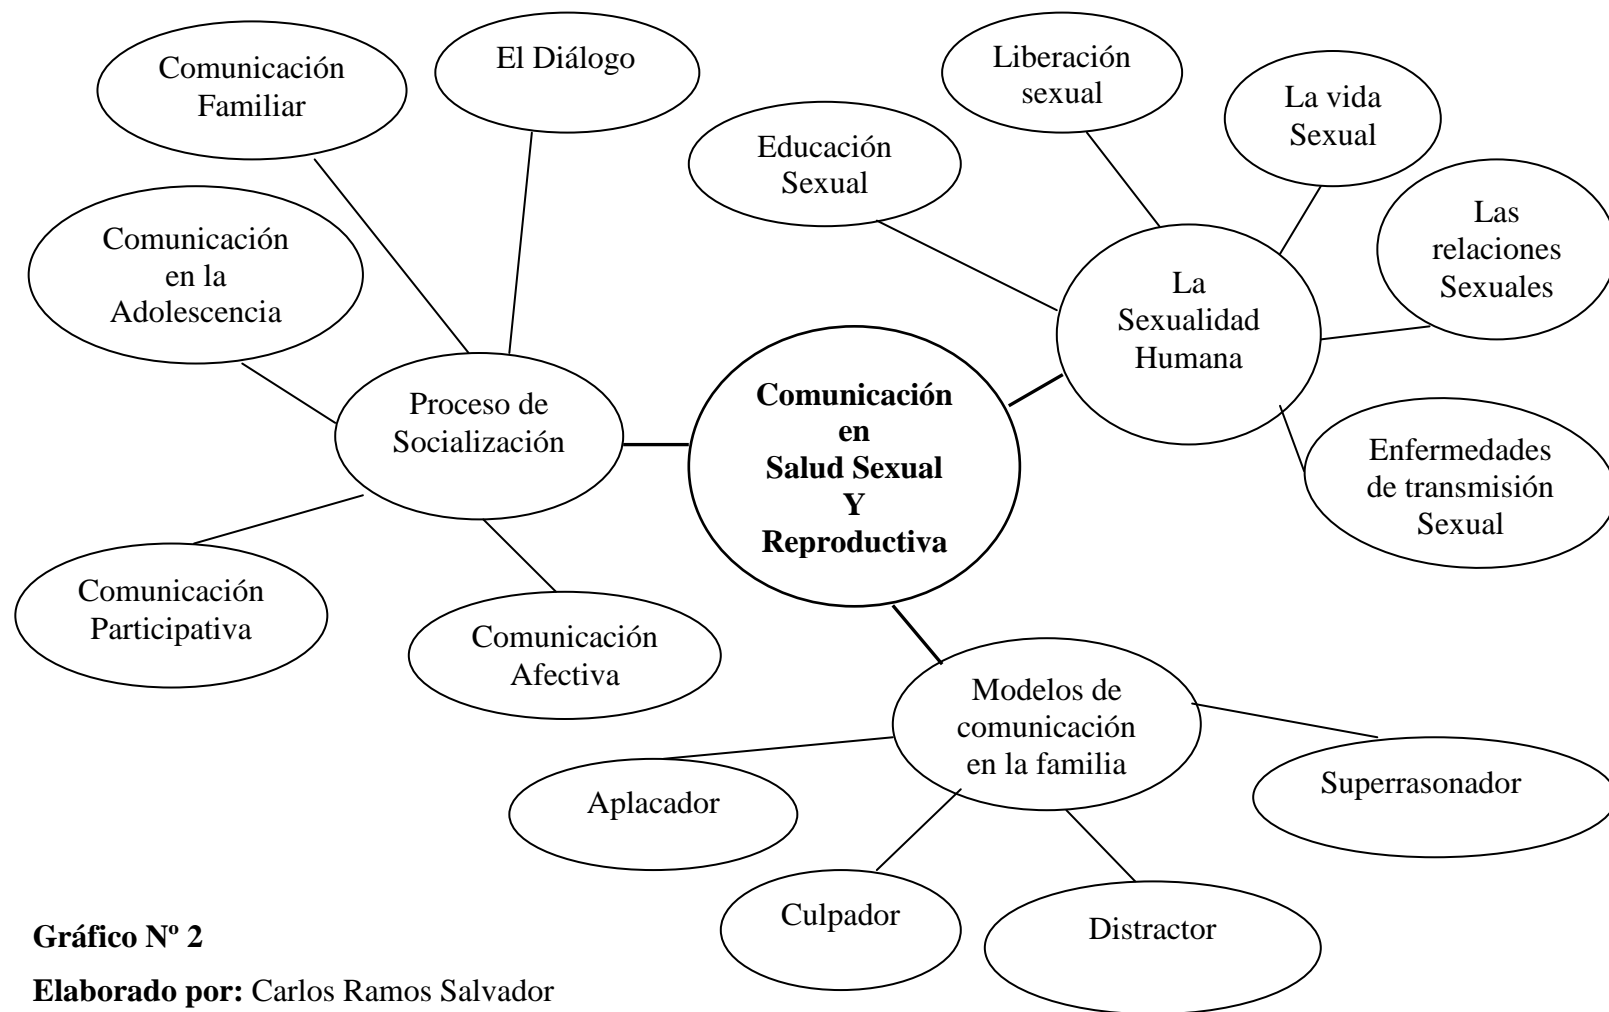 Comunicación
Familiar
El Diálogo
Liberación
sexual
La vida
Sexual
Educación
Sexual
Las
relaciones
Sexuales
Comunicación
en la
Adolescencia
La
Sexualidad
Humana
Proceso de
Socialización
Comunicación
en
Salud Sexual
Y
Reproductiva
Enfermedades
de transmisión
Sexual
Comunicación
Participativa
Comunicación
Afectiva
Modelos de
comunicación
en la familia
Aplacador
Superrasonador
Culpador
Distractor
Gráfico Nº 2
Elaborado por: Carlos Ramos Salvador